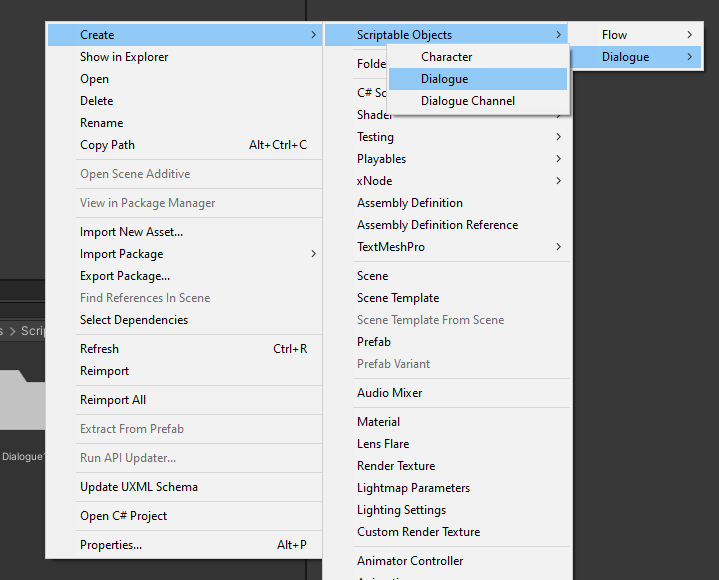 Create
Show in Explorer
Open
Delete
Rename
Copy Path Alt+Ctrl+C
Open Scene Additive
View in Package Manager
Import New Asset...
Import Package
Export Package...
Find References In Scene
Select Dependencies
Refresh Ctrl+R
Reimport
Reimport All
Extract From Prefab
Run API Updater...
Update UXML Schema
Open C# Project
Properties... Alt+P
Scriptable Objects
Folde
C# Sc
Shader
Testing
Playables
xNode
Assembly Definition
Assembly Definition Reference
TextMeshPro
Scene
Scene Template
Scene Template From Scene
Prefab
Prefab Variant
Audio Mixer
Material
Lens Flare
Render Texture
Lightmap Parameters
Lighting Settings
Custom Render Texture
Animator Controller
Flow
Dialogue
Character
Dialogue
Dialogue Channel
s > Scrip
Dialogue